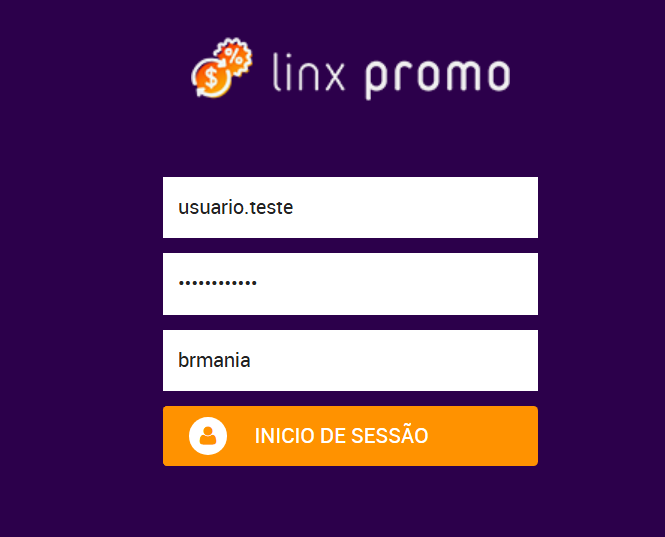 linx promo
usuario.teste
••••••••••••
brmania
INICIO DE SESSÃO